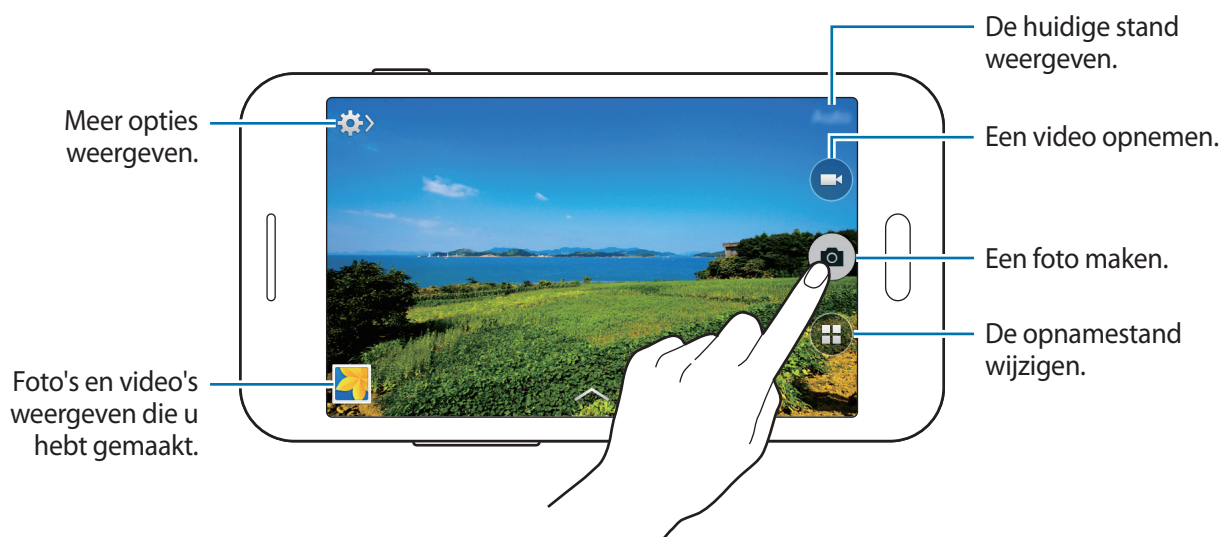 De huidige stand
weergeven.
Meer opties
weergeven.
Auto
Een video opnemen.
Een foto maken.
De opnamestand
wijzigen.
Foto's en video's
weergeven die u
hebt gemaakt.